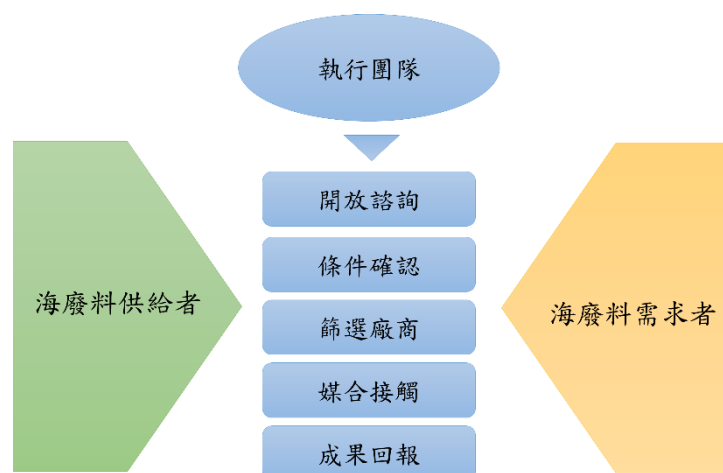 執行團隊
開放諮詢
條件確認
海廢料供給者
篩選廠商
海廢料需求者
媒合接觸
成果回報